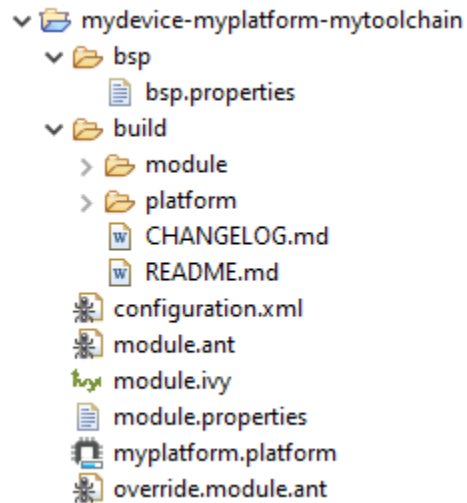 mydevice-myplatform-mytoolchain
bsp
bsp.properties
build
module
platform
CHANGELOG.md
README.md
configuration.xml
module.ant
module.ivy
module.properties
myplatform.platform
override.module.ant